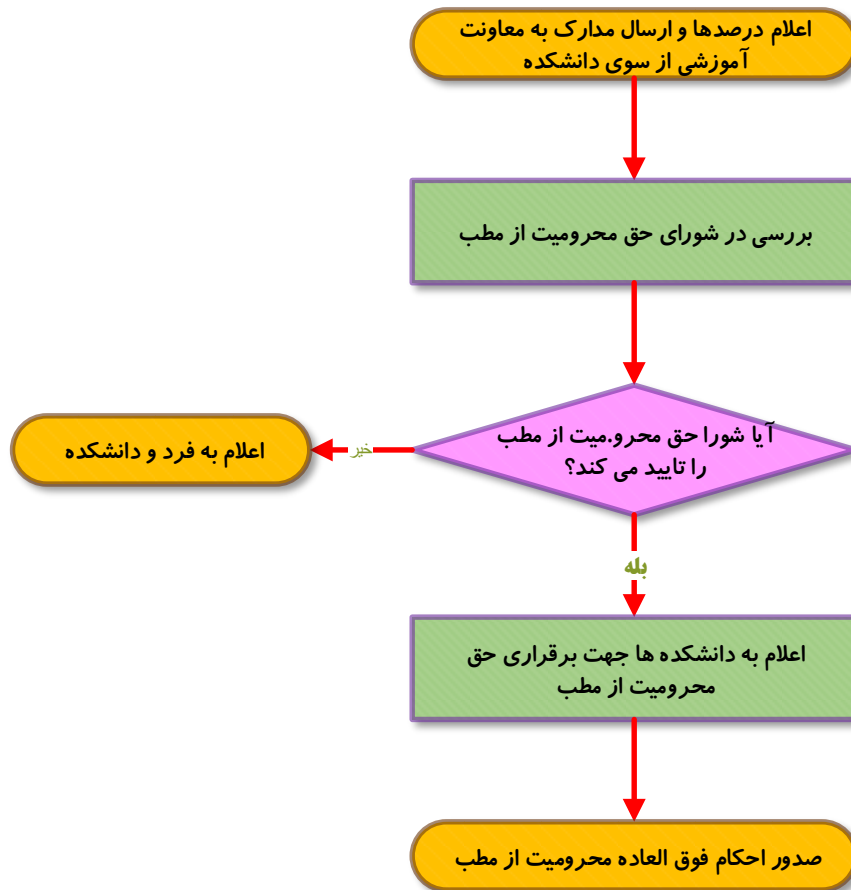 اعلام درصدها و ارسال مدارک به معاونت
آموزشی از سوی دانشکده
بررسی در شورای حق محرومیت از مطب
آیا شورا حق محرو.میت از مطب
را تایید می کند؟
خیر
اعلام به فرد و دانشکده
بله
اعلام به دانشکده ها جهت برقراری حق
محرومیت از مطب
صدور احکام فوق العاده محرومیت از مطب